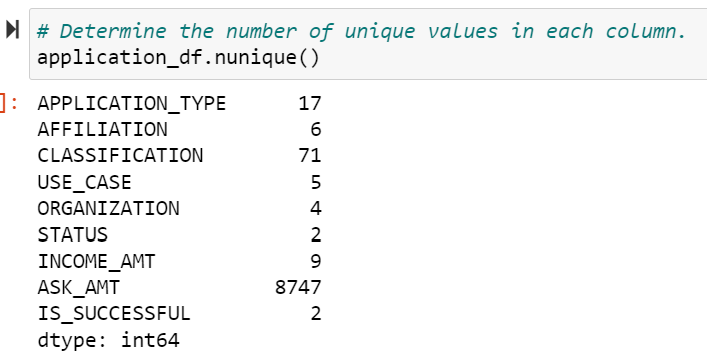 # Determine the number of unique values in each column.
application_df.nunique()
]:
APPLICATION_TYPE 17
AFFILIATION 6
CLASSIFICATION 71
USE_CASE 5
ORGANIZATION 4
STATUS 2
INCOME_AMT 9
ASK_AMT 8747
IS_SUCCESSFUL 2
dtype: int64